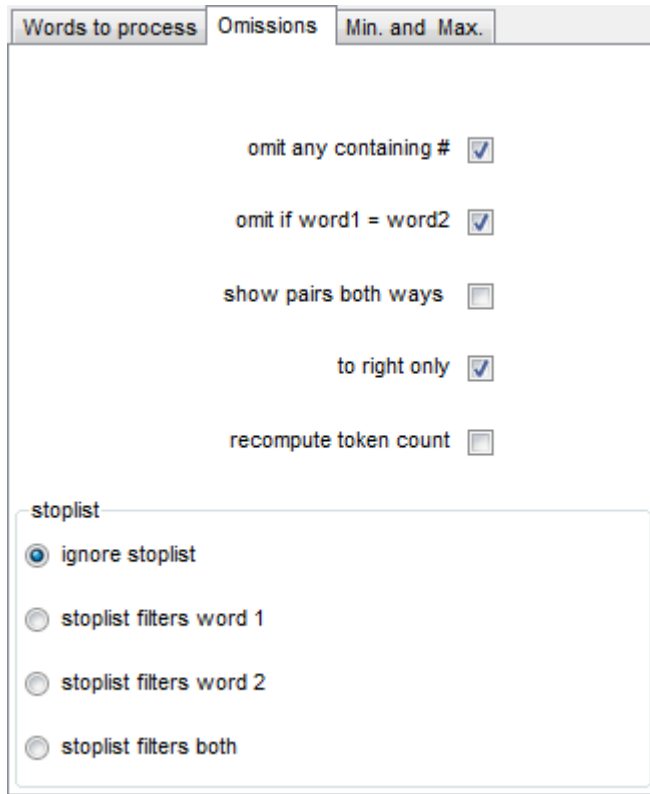 Words to process Omissions Min. and Max.
omit any containing #
omit if word1 = word2
show pairs both ways
to right only
recompute token count
stoplist
ignore stoplist
stoplist filters word 1
stoplist filters word 2
stoplist filters both